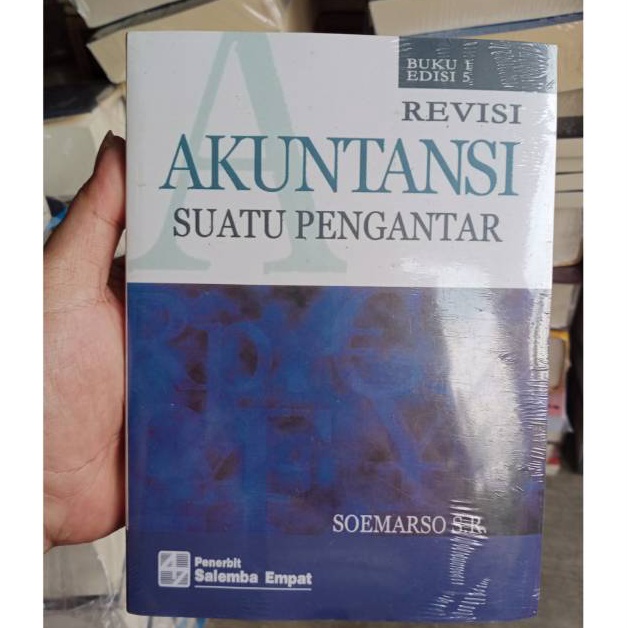 BUKU 1
EDISI 5
REVISI
AKUNTANSI
SUATU PENGANTAR
SOEMARSO S.R.
Penerbit
Salemba Empat